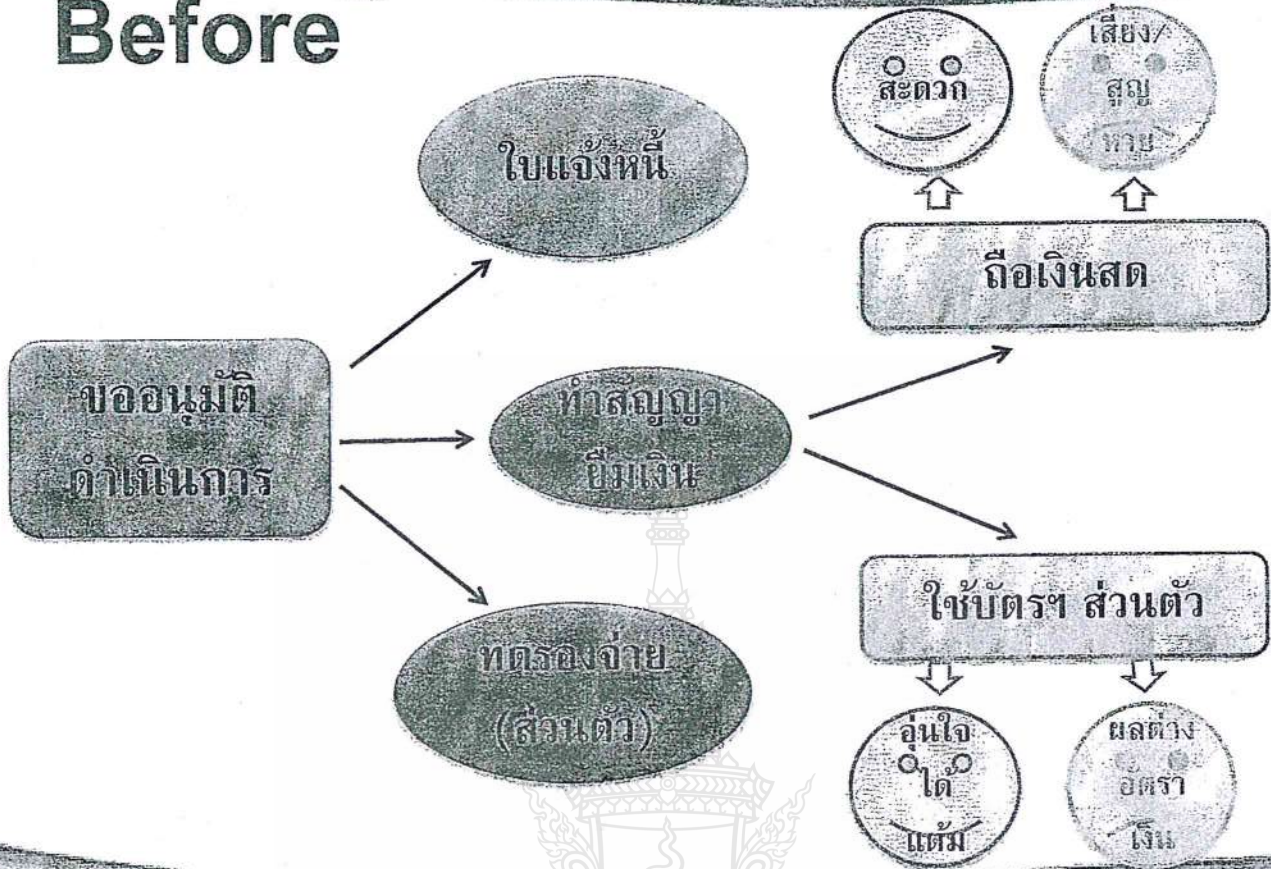 Before
ใบแจ้งหนี้
สะดวก
เสี่ยง/
สูญ
หาย
ถือเงินสด
ขออนุมัติ
ดำเนินการ
ทำสัญญา
ยืมเงิน
ทดรองจ่าย
(ส่วนตัว)
ใช้บัตรฯ ส่วนตัว
อุ่นใจ
ได้
แต้ม
ผลต่าง
อัตรา
เงิน